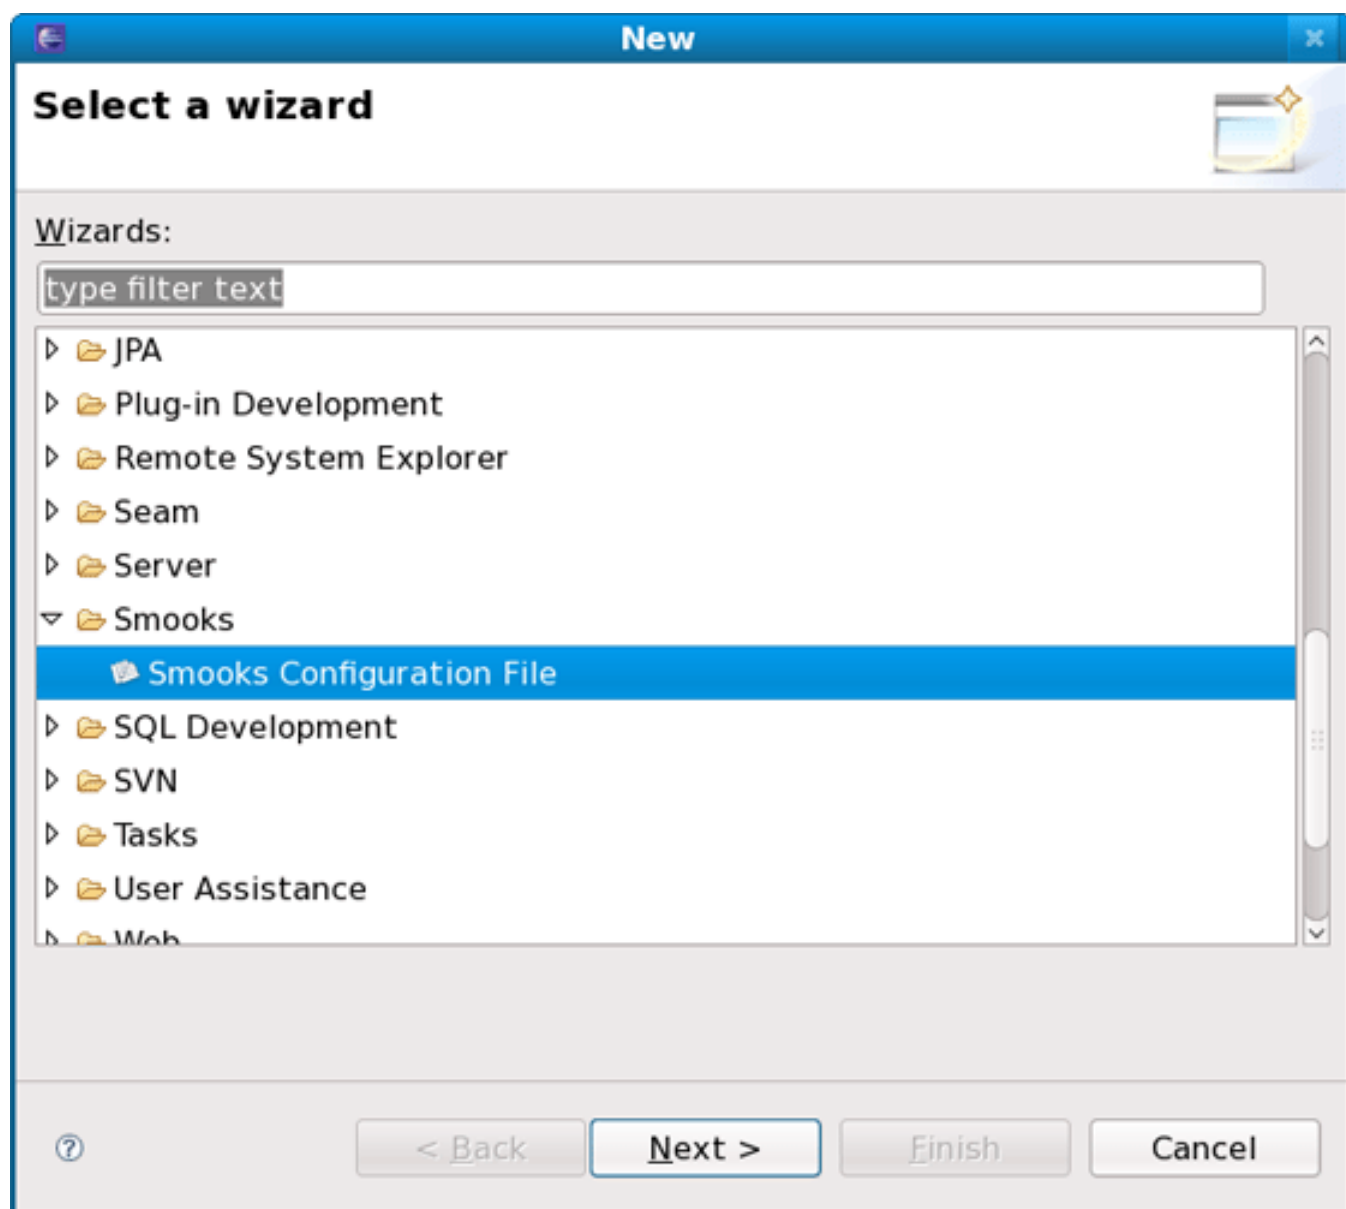 New
Select a wizard
Wizards:
type filter text
JPA
Plug-in Development
Remote System Explorer
Seam
Server
Smooks
Smooks Configuration File
SQL Development
SVN
Tasks
User Assistance
Web
< Back Next > Finish Cancel